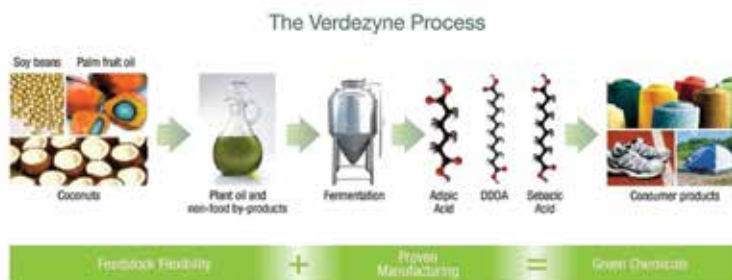 The Verdezyne Process
Soy beans Palm fruit oil
Coconuts
Plant oil and
non-food by-products
Fermentation
Adipic
Acid
DDDA
Sebacic
Acid
Consumer products
Feedstock Flexibility + Proven
Manufacturing = Green Chemicals